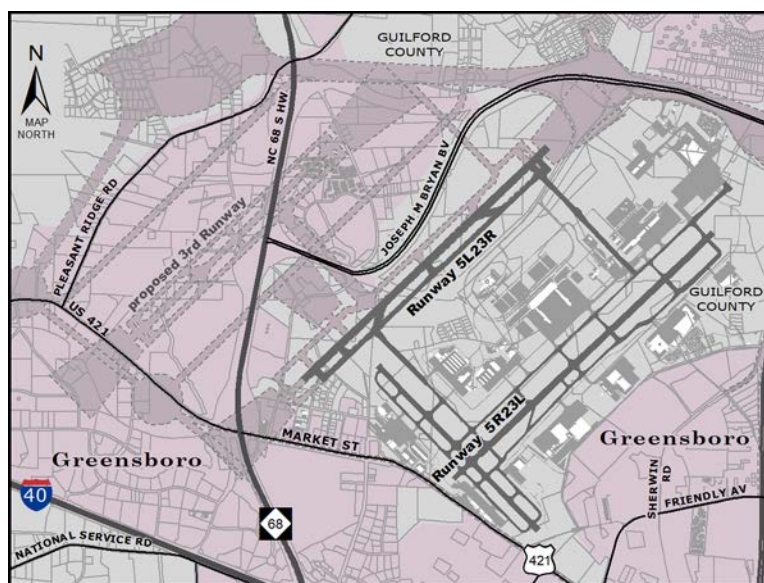 GUILFORD
COUNTY
N
MAP
NORTH
NC 68 S HW
JOSEPH M BRYAN BV
PLEASANT RIDGE RD
proposed 3rd Runway
Runway 5L23R
US 421
GUILFORD
COUNTY
Runway 5R23L
MARKET ST
Greensboro
Greensboro
SHERWIN
RD
FRIENDLY AV
40
68
NATIONAL SERVICE RD
421